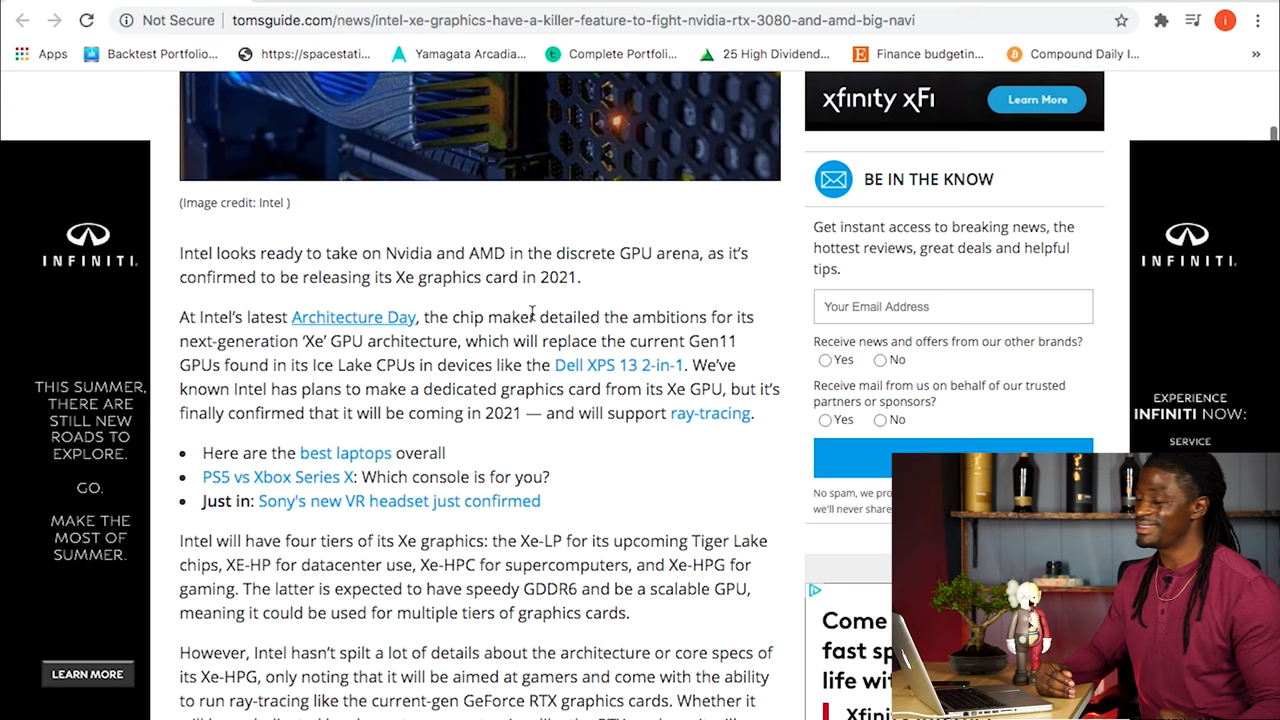 Not Secure
tomsguide.com/news/intel-xe-graphics-have-a-killer-feature-to-fight-nvidia-rtx-3080-and-amd-big-navi
i
Apps
Backtest Portfolio...
https://spacestati...
Yamagata Arcadia...
Complete Portfoli...
25 High Dividend...
Finance budgetin...
Compound Daily I...
»
xfinity xFi
Learn More
BE IN THE KNOW
Get instant access to breaking news, the
hottest reviews, great deals and helpful
tips.
Your Email Address
Receive news and offers from our other brands?
Yes
No
Receive mail from us on behalf of our trusted
partners or sponsors?
Yes
No
No spam, we pro
we'll never share
Come
fast sp
life wit
Xfini
(Image credit: Intel )
Intel looks ready to take on Nvidia and AMD in the discrete GPU arena, as it's
confirmed to be releasing its Xe graphics card in 2021.
At Intel's latest Architecture Day, the chip maker detailed the ambitions for its
next-generation 'Xe' GPU architecture, which will replace the current Gen11
GPUs found in its Ice Lake CPUs in devices like the Dell XPS 13 2-in-1. We've
known Intel has plans to make a dedicated graphics card from its Xe GPU, but it's
finally confirmed that it will be coming in 2021 — and will support ray-tracing.
• Here are the best laptops overall
• PS5 vs Xbox Series X: Which console is for you?
• Just in: Sony's new VR headset just confirmed
Intel will have four tiers of its Xe graphics: the Xe-LP for its upcoming Tiger Lake
chips, XE-HP for datacenter use, Xe-HPC for supercomputers, and Xe-HPG for
gaming. The latter is expected to have speedy GDDR6 and be a scalable GPU,
meaning it could be used for multiple tiers of graphics cards.
However, Intel hasn't spilt a lot of details about the architecture or core specs of
its Xe-HPG, only noting that it will be aimed at gamers and come with the ability
to run ray-tracing like the current-gen GeForce RTX graphics cards. Whether it
INFINITI.
THIS SUMMER,
THERE ARE
STILL NEW
ROADS TO
EXPLORE.
GO.
MAKE THE
MOST OF
SUMMER.
LEARN MORE
INFINITI.
EXPERIENCE
INFINITI NOW:
SERVICE